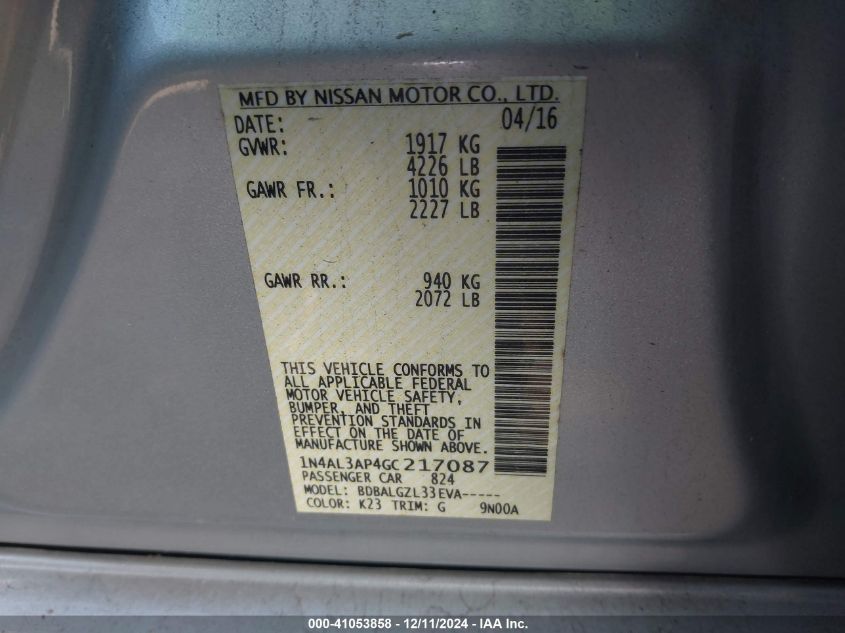 MFD BY NISSAN MOTOR CO., LTD.
DATE: 04/16
GVWR: 1917 KG
4226 LB
GAWR FR.: 1010 KG
2227 LB
GAWR RR.: 940 KG
2072 LB
THIS VEHICLE CONFORMS TO
ALL APPLICABLE FEDERAL
MOTOR VEHICLE SAFETY,
BUMPER, AND THEFT
PREVENTION STANDARDS IN
EFFECT ON THE DATE OF
MANUFACTURE SHOWN ABOVE.
1N4AL3AP4GC217087
PASSENGER CAR 824
MODEL: BDBALGZL33EVA-----
COLOR: K23 TRIM: G 9N00A
000-41053858 - 12/11/2024 - IAA Inc.